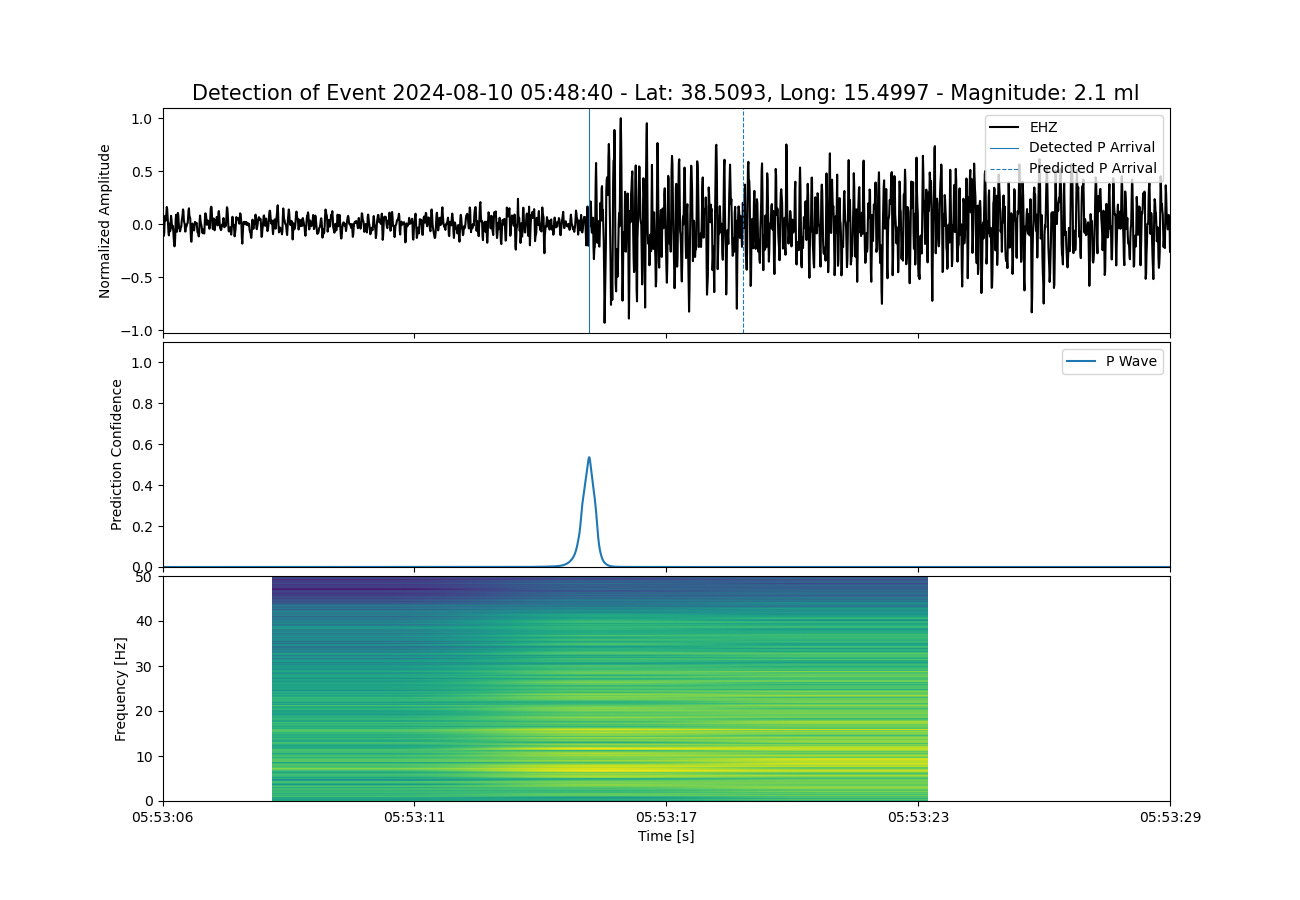 Detection of Event 2024-08-10 05:48:40 - Lat: 38.5093, Long: 15.4997 - Magnitude: 2.1 ml
Normalized Amplitude
1.0
0.5
0.0
−0.5
−1.0
EHZ
Detected P Arrival
Predicted P Arrival
Prediction Confidence
1.0
0.8
0.6
0.4
0.2
0.0
P Wave
Frequency [Hz]
50
40
30
20
10
0
05:53:06
05:53:11
05:53:17
05:53:23
05:53:29
Time [s]